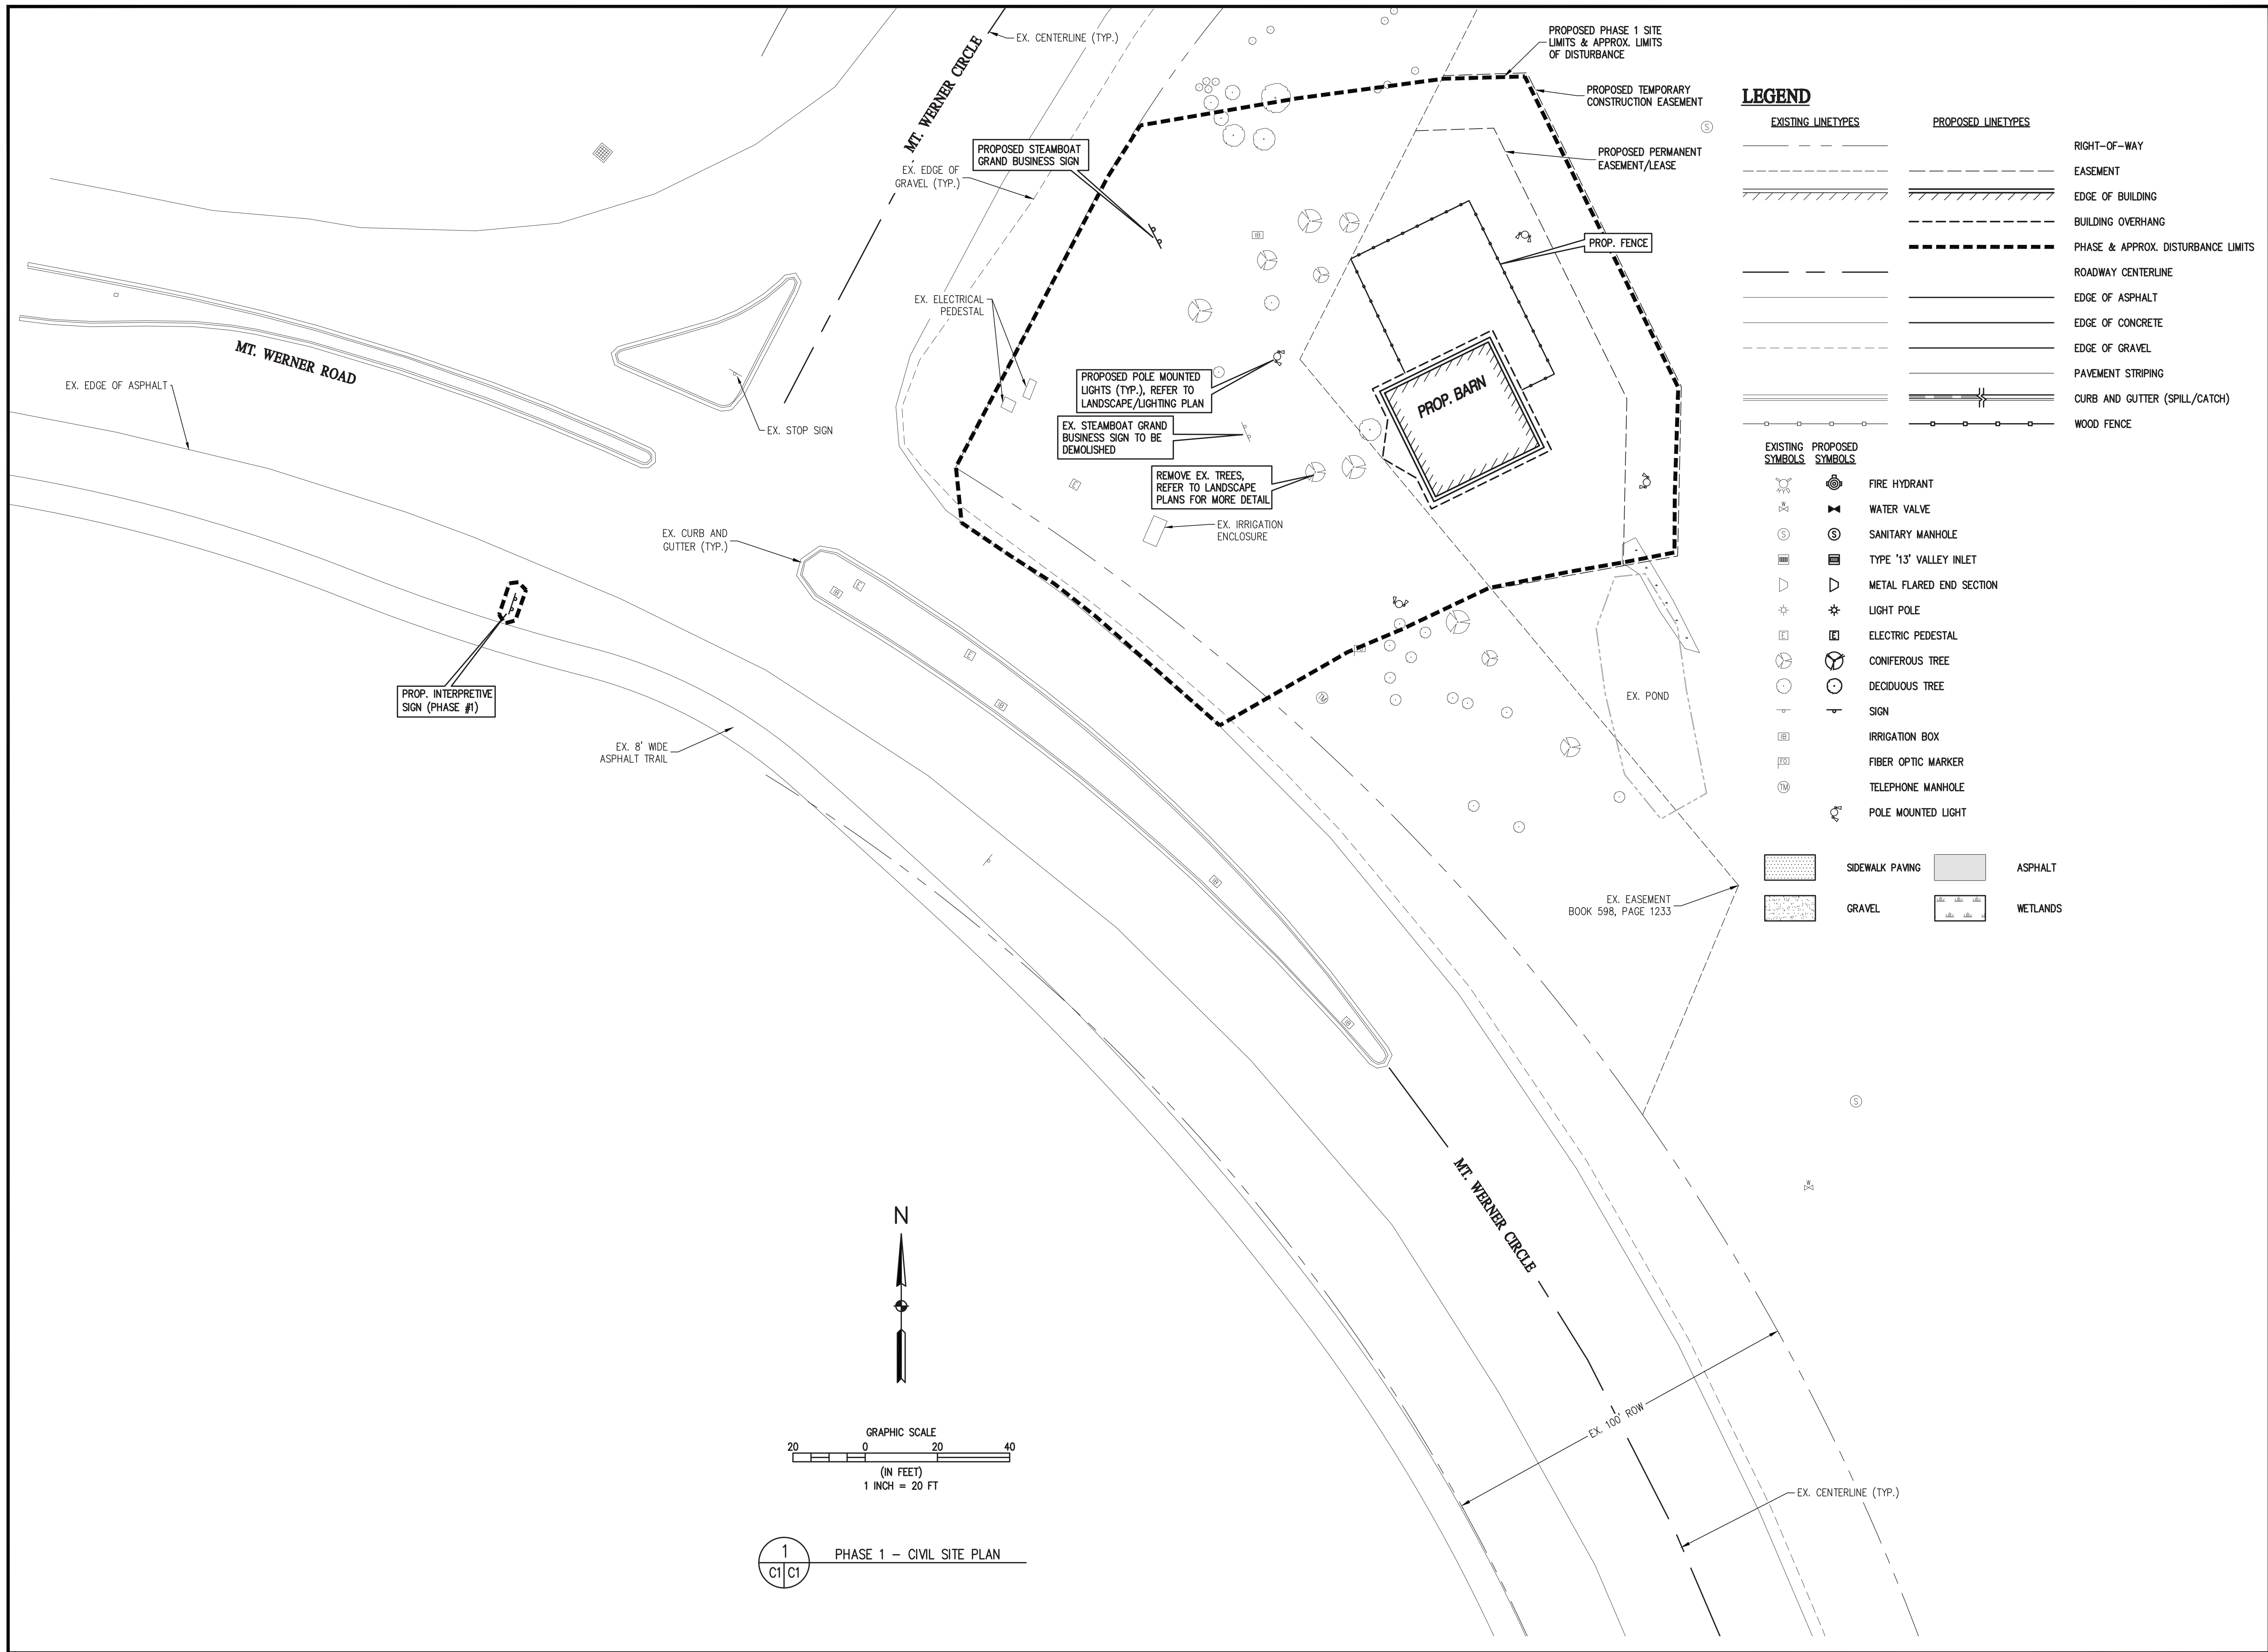 EX. CENTERLINE (TYP.)
MT. WERNER CIRCLE
PROPOSED PHASE 1 SITE
LIMITS & APPROX. LIMITS
OF DISTURBANCE
PROPOSED TEMPORARY
CONSTRUCTION EASEMENT
PROPOSED PERMANENT
EASEMENT/LEASE
PROPOSED STEAMBOAT
GRAND BUSINESS SIGN
EX. EDGE OF
GRAVEL (TYP.)
IB
PROP. FENCE
EX. ELECTRICAL
PEDESTAL
MT. WERNER ROAD
EX. EDGE OF ASPHALT
EX. STOP SIGN
PROPOSED POLE MOUNTED
LIGHTS (TYP.), REFER TO
LANDSCAPE/LIGHTING PLAN
PROP. BARN
EX. STEAMBOAT GRAND
BUSINESS SIGN TO BE
DEMOLISHED
REMOVE EX. TREES,
REFER TO LANDSCAPE
PLANS FOR MORE DETAIL
E
EX. IRRIGATION
ENCLOSURE
EX. CURB AND
GUTTER (TYP.)
IB
E
E
IB
IB
IB
TM
S
PROP. INTERPRETIVE
SIGN (PHASE #1)
EX. 8' WIDE
ASPHALT TRAIL
EX. POND
EX. EASEMENT
BOOK 598, PAGE 1233
S
W
MT. WERNER CIRCLE
EX. 100' ROW
EX. CENTERLINE (TYP.)
N
GRAPHIC SCALE
20 0 20 40
(IN FEET)
1 INCH = 20 FT
1
C1 C1
PHASE 1 – CIVIL SITE PLAN
LEGEND
EXISTING LINETYPES PROPOSED LINETYPES
RIGHT-OF-WAY
EASEMENT
EDGE OF BUILDING
BUILDING OVERHANG
PHASE & APPROX. DISTURBANCE LIMITS
ROADWAY CENTERLINE
EDGE OF ASPHALT
EDGE OF CONCRETE
EDGE OF GRAVEL
PAVEMENT STRIPING
CURB AND GUTTER (SPILL/CATCH)
WOOD FENCE
EXISTING PROPOSED
SYMBOLS SYMBOLS
FIRE HYDRANT
W WATER VALVE
S S SANITARY MANHOLE
TYPE '13' VALLEY INLET
METAL FLARED END SECTION
LIGHT POLE
E E ELECTRIC PEDESTAL
CONIFEROUS TREE
DECIDUOUS TREE
SIGN
IB IRRIGATION BOX
FO FIBER OPTIC MARKER
TM TELEPHONE MANHOLE
POLE MOUNTED LIGHT
SIDEWALK PAVING ASPHALT
GRAVEL WETLANDS